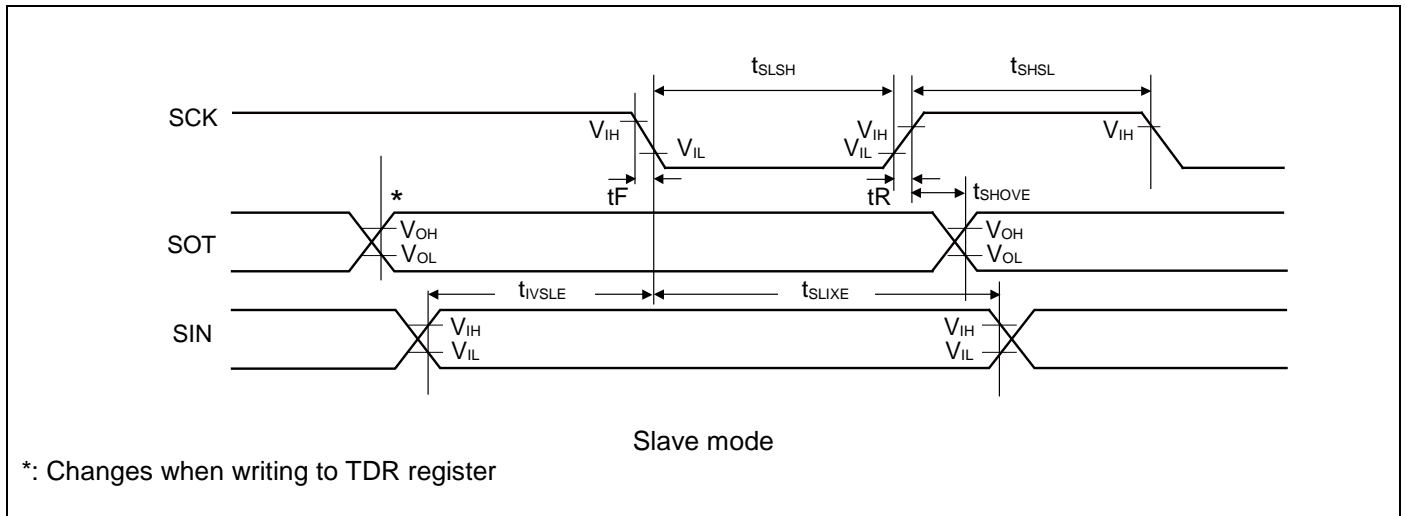 tSLSH tSHSL
SCK
VIH VIL VIL VIH VIH
tF tR tSHOVE
*
SOT
VOH VOH
VOL VOL
tIVSLE tSLIXE
SIN
VIH VIH
VIL VIL
Slave mode
*: Changes when writing to TDR register